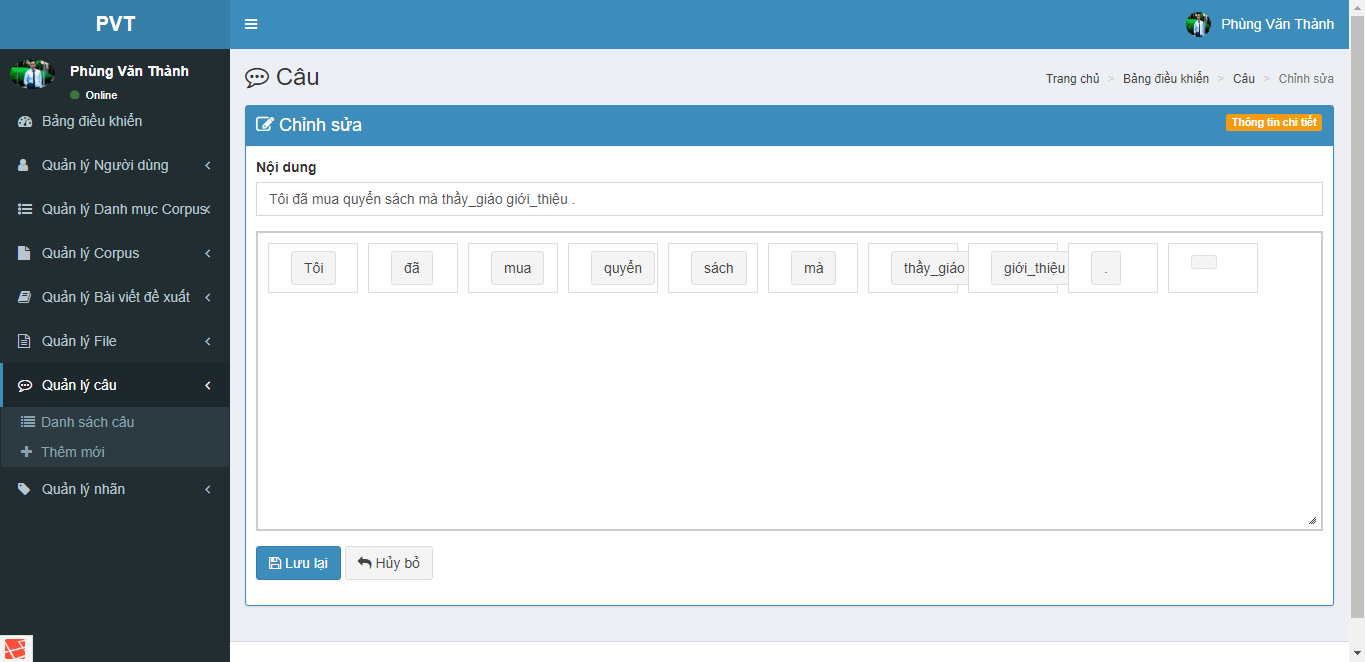 PVT
Phùng Văn Thành
Phùng Văn Thành
Online
Bảng điều khiển
Quản lý Người dùng
Quản lý Danh mục Corpus
Quản lý Corpus
Quản lý Bài viết đề xuất
Quản lý File
Quản lý câu
Danh sách câu
Thêm mới
Quản lý nhãn
Câu
Trang chủ > Bảng điều khiển > Câu > Chỉnh sửa
Chỉnh sửa
Thông tin chi tiết
Nội dung
Tôi đã mua quyển sách mà thầy_giáo giới_thiệu .
Tôi đã mua quyển sách mà thầy_giáo giới_thiệu .
Lưu lại Hủy bỏ